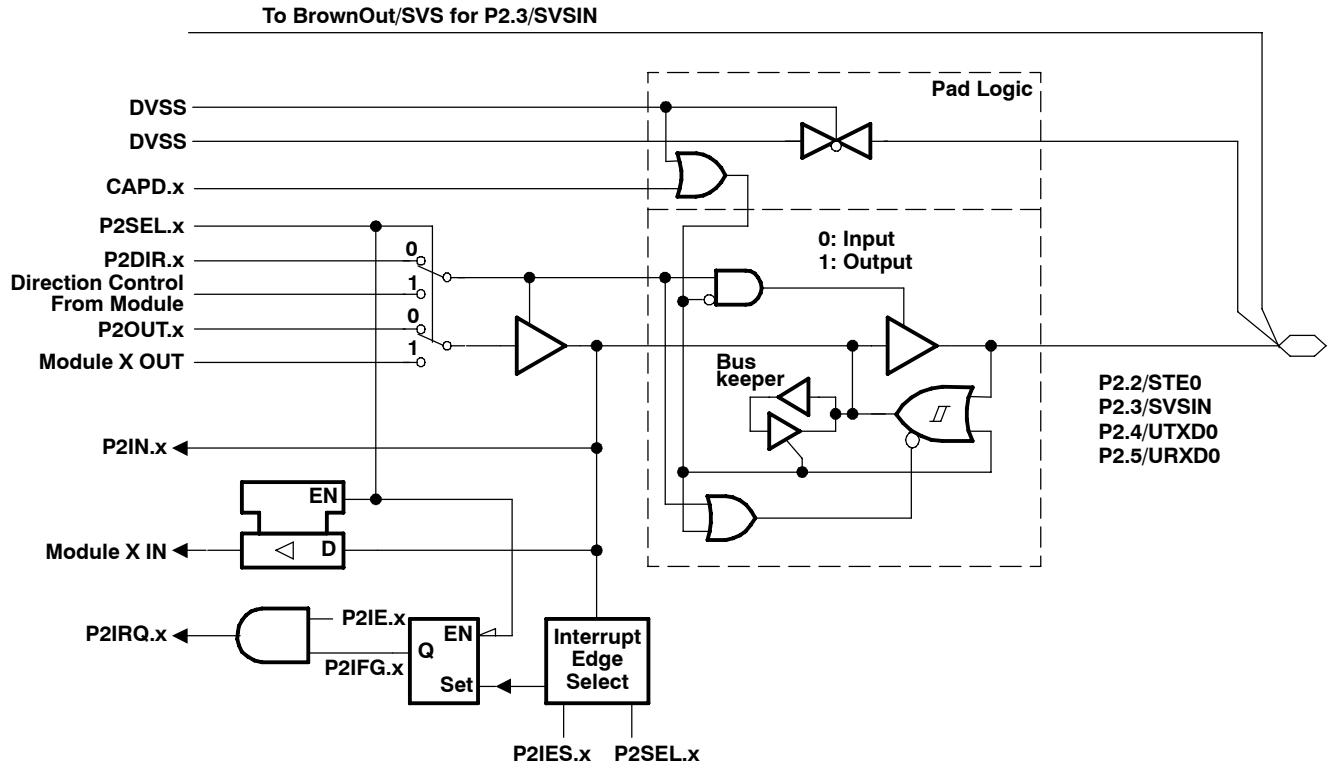 To BrownOut/SVS for P2.3/SVSIN
Pad Logic
DVSS
DVSS
CAPD.x
P2SEL.x
0: Input
1: Output
P2DIR.x
0
Direction Control
From Module
1
P2OUT.x
0
Module X OUT
1
Bus
keeper
P2.2/STE0
P2.3/SVSIN
P2.4/UTXD0
P2.5/URXD0
P2IN.x
EN
D
Module X IN
P2IE.x
P2IRQ.x
P2IFG.x
EN
Q
Set
Interrupt
Edge
Select
P2IES.x
P2SEL.x